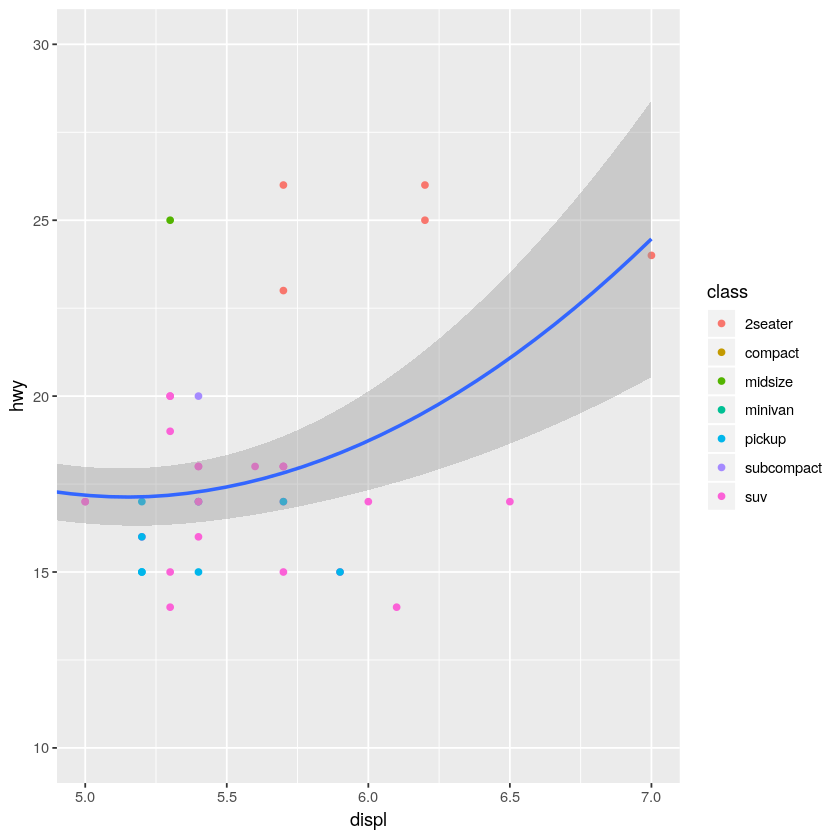 30
25
20
15
10
hwy
5.0
5.5
6.0
6.5
7.0
displ
class
2seater
compact
midsize
minivan
pickup
subcompact
suv